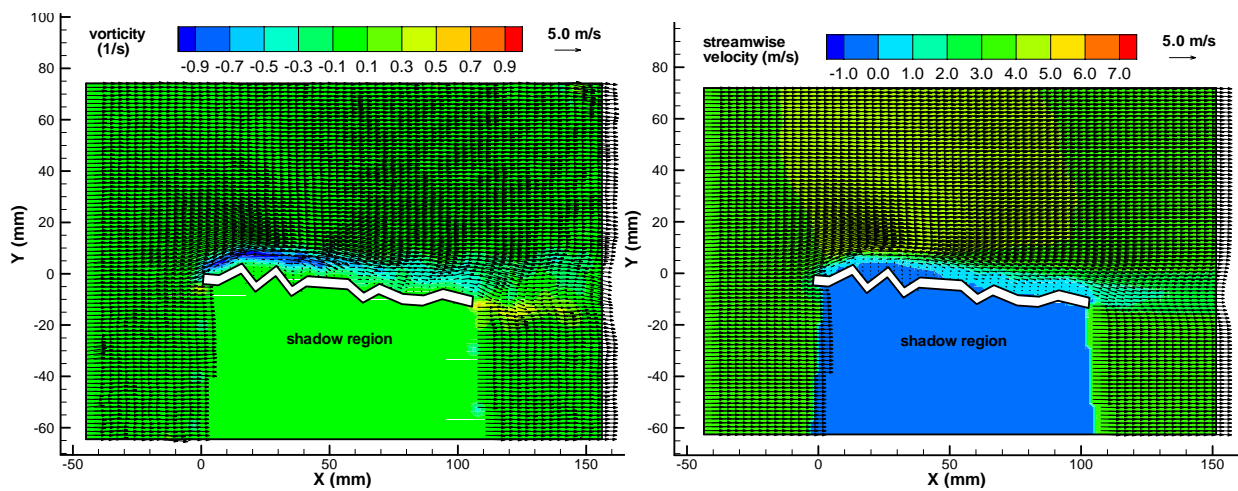 vorticity
(1/s)
-0.9 -0.7 -0.5 -0.3 -0.1 0.1 0.3 0.5 0.7 0.9
5.0 m/s
100
80
60
40
20
0
-20
-40
-60
Y (mm)
shadow region
-50 0 50 100 150
X (mm)
streamwise
velocity (m/s)
-1.0 0.0 1.0 2.0 3.0 4.0 5.0 6.0 7.0
5.0 m/s
80
60
40
20
0
-20
-40
-60
Y (mm)
shadow region
-50 0 50 100 150
X (mm)